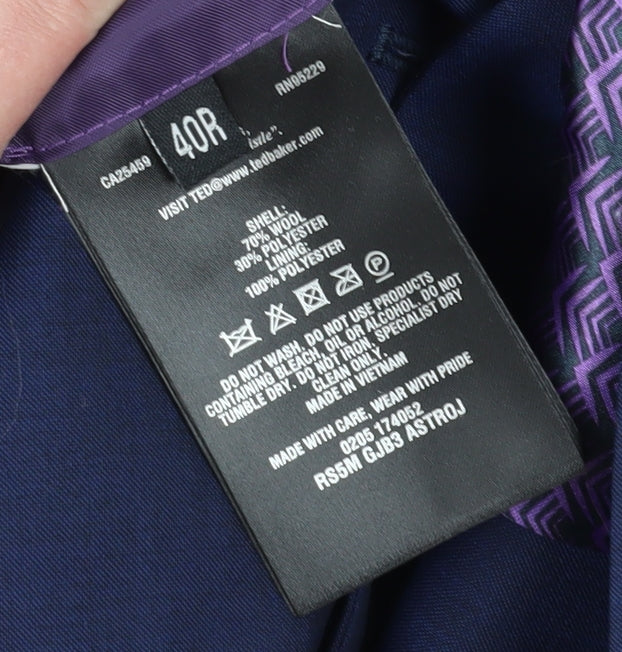 RN95229
40R
CA25459
VISIT TED@www.tedbaker.com
SHELL:
70% WOOL
30% POLYESTER
LINING:
100% POLYESTER
P
DO NOT WASH, DO NOT USE PRODUCTS
CONTAINING BLEACH, OIL OR ALCOHOL, DO NOT
TUMBLE DRY. DO NOT IRON, SPECIALIST DRY
CLEAN ONLY.
MADE IN VIETNAM
MADE WITH CARE, WEAR WITH PRIDE
0205 174052
RS5M GJB3 ASTROJ